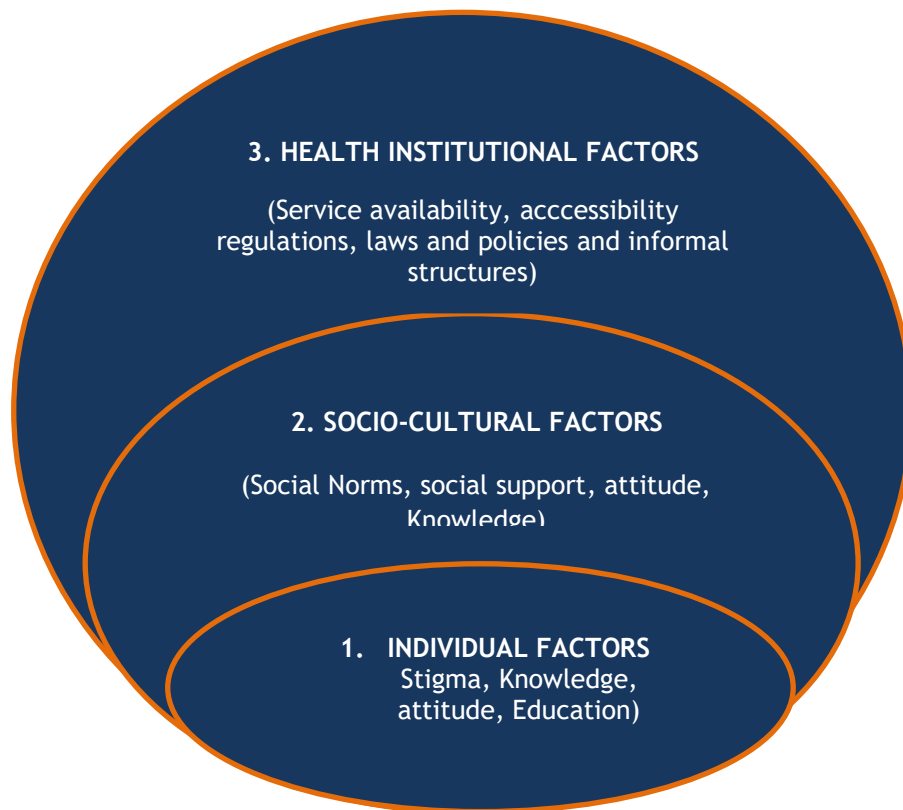 3. HEALTH INSTITUTIONAL FACTORS
(Service availability, acccessibility
regulations, laws and policies and informal
structures)
2. SOCIO-CULTURAL FACTORS
(Social Norms, social support, attitude,
Knowledge)
1. INDIVIDUAL FACTORS
Stigma, Knowledge,
attitude, Education)